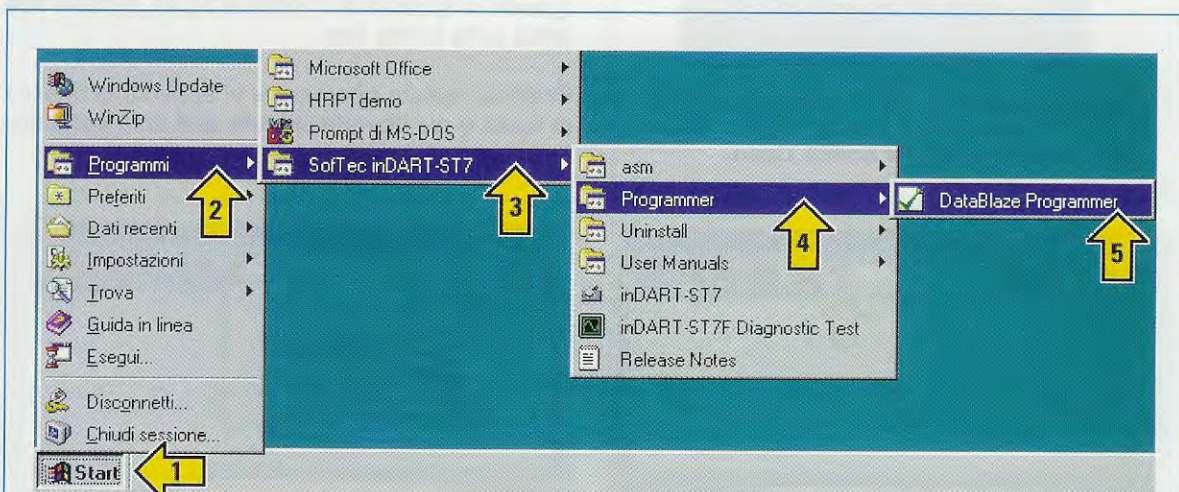 Windows Update
WinZip
Programmi
Preferiti
Dati recenti
Impostazioni
Trova
Guida in linea
Esegui...
Disconnetti...
Chiudi sessione...
Start
1
2
Microsoft Office
HRPTdemo
Prompt di MS-DOS
SofTec inDART-ST7
3
asm
Programmer
Uninstall
User Manuals
inDART-ST7
inDART-ST7F Diagnostic Test
Release Notes
4
DataBlaze Programmer
5